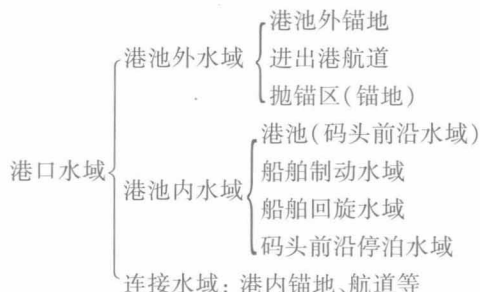 港池外锚地
港池外水域
进出港航道
抛锚区(锚地)
港口水域
港池(码头前沿水域)
船舶制动水域
港池内水域
船舶回旋水域
码头前沿停泊水域
连接水域：港内锚地、航道等